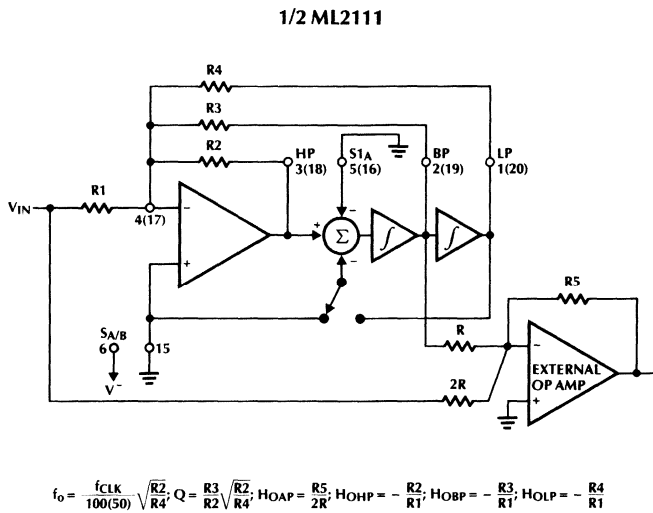 1/2 ML2111
R4
R3
R2
HP
3(18)
S1A
5(16)
BP
2(19)
LP
1(20)
R1
VIN
4(17)
−
+
+
−
Σ
−
∫
∫
SA/B
6
15
V−
R
2R
R5
−
+
EXTERNAL
OP AMP
fo = fCLK/100(50) √R2/R4; Q = R3/R2 √R2/R4; HOAP = R5/2R; HOHP = − R2/R1; HOBP = − R3/R1; HOLP = − R4/R1